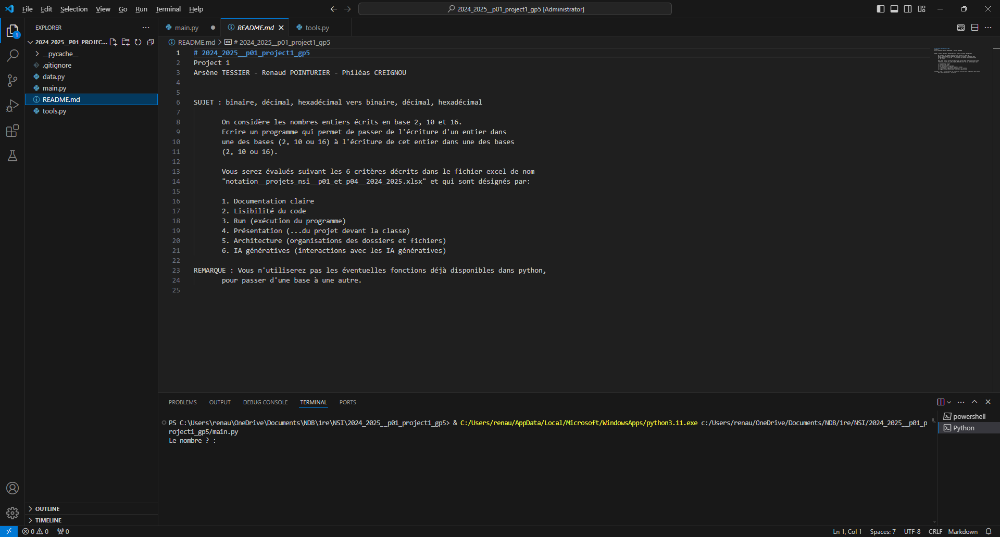 File Edit Selection View Go Run Terminal Help
2024_2025__p01_project1_gp5 [Administrator]
EXPLORER
2024_2025__P01_PROJEC...
__pycache__
.gitignore
data.py
main.py
README.md
tools.py
OUTLINE
TIMELINE
1
main.py README.md tools.py
README.md > # 2024_2025__p01_project1_gp5
1 # 2024_2025__p01_project1_gp5
2 Project 1
3 Arsène TESSIER - Renaud POINTURIER - Philéas CREIGNOU
4
5
6 SUJET : binaire, décimal, hexadécimal vers binaire, décimal, hexadécimal
7
8 On considère les nombres entiers écrits en base 2, 10 et 16.
9 Ecrire un programme qui permet de passer de l'écriture d'un entier dans
10 une des bases (2, 10 ou 16) à l'écriture de cet entier dans une des bases
11 (2, 10 ou 16).
12
13 Vous serez évalués suivant les 6 critères décrits dans le fichier excel de nom
14 "notation__projets_nsi__p01_et_p04__2024_2025.xlsx" et qui sont désignés par:
15
16 1. Documentation claire
17 2. Lisibilité du code
18 3. Run (exécution du programme)
19 4. Présentation (...du projet devant la classe)
20 5. Architecture (organisations des dossiers et fichiers)
21 6. IA génératives (interactions avec les IA génératives)
22
23 REMARQUE : Vous n'utiliserez pas les éventuelles fonctions déjà disponibles dans python,
24 pour passer d'une base à une autre.
25
PROBLEMS OUTPUT DEBUG CONSOLE TERMINAL PORTS
PS C:\Users\renau\OneDrive\Documents\NDB\1re\NSI\2024_2025__p01_project1_gp5> & C:/Users/renau/AppData/Local/Microsoft/WindowsApps/python3.11.exe c:/Users/renau/OneDrive/Documents/NDB/1re/NSI/2024_2025__p01_p
roject1_gp5/main.py
Le nombre ? :
powershell
Python
0 0 0
Ln 1, Col 1 Spaces: 7 UTF-8 CRLF Markdown